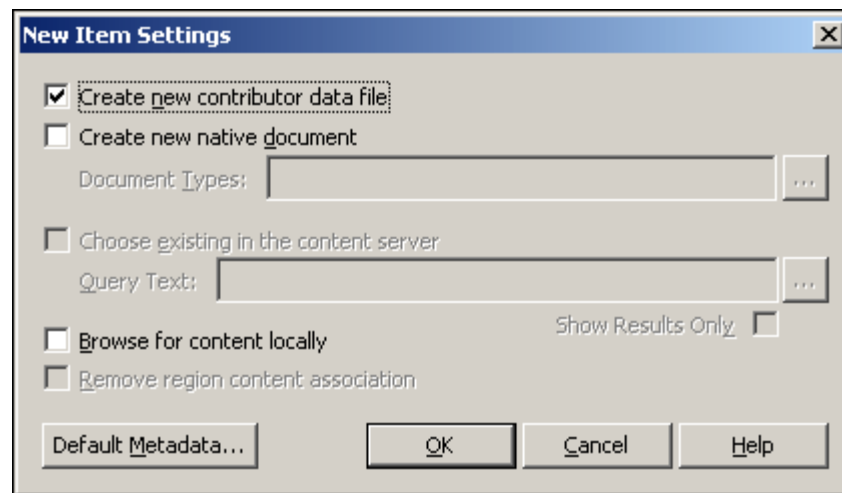 New Item Settings
Create new contributor data file
Create new native document
Document Types:
...
Choose existing in the content server
Query Text:
...
Show Results Only
Browse for content locally
Remove region content association
Default Metadata... OK Cancel Help